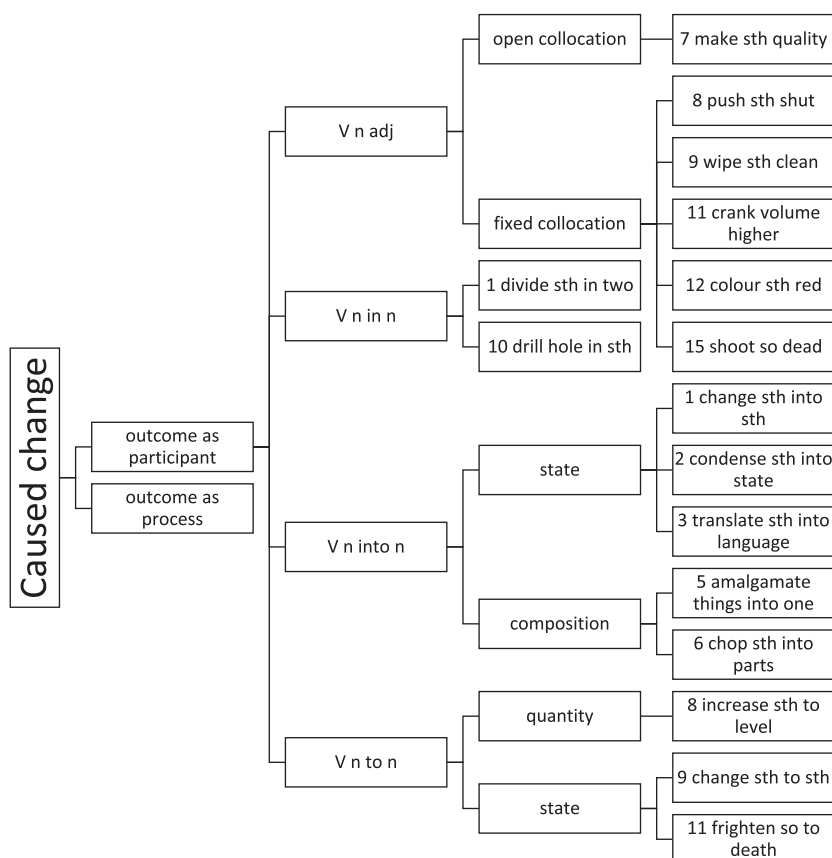 Caused change
outcome as
participant
outcome as
process
V n adj
open collocation
7 make sth quality
fixed collocation
8 push sth shut
9 wipe sth clean
11 crank volume
higher
12 colour sth red
15 shoot so dead
V n in n
1 divide sth in two
10 drill hole in sth
V n into n
state
1 change sth into
sth
2 condense sth into
state
3 translate sth into
language
composition
5 amalgamate
things into one
6 chop sth into
parts
V n to n
quantity
8 increase sth to
level
state
9 change sth to sth
11 frighten so to
death